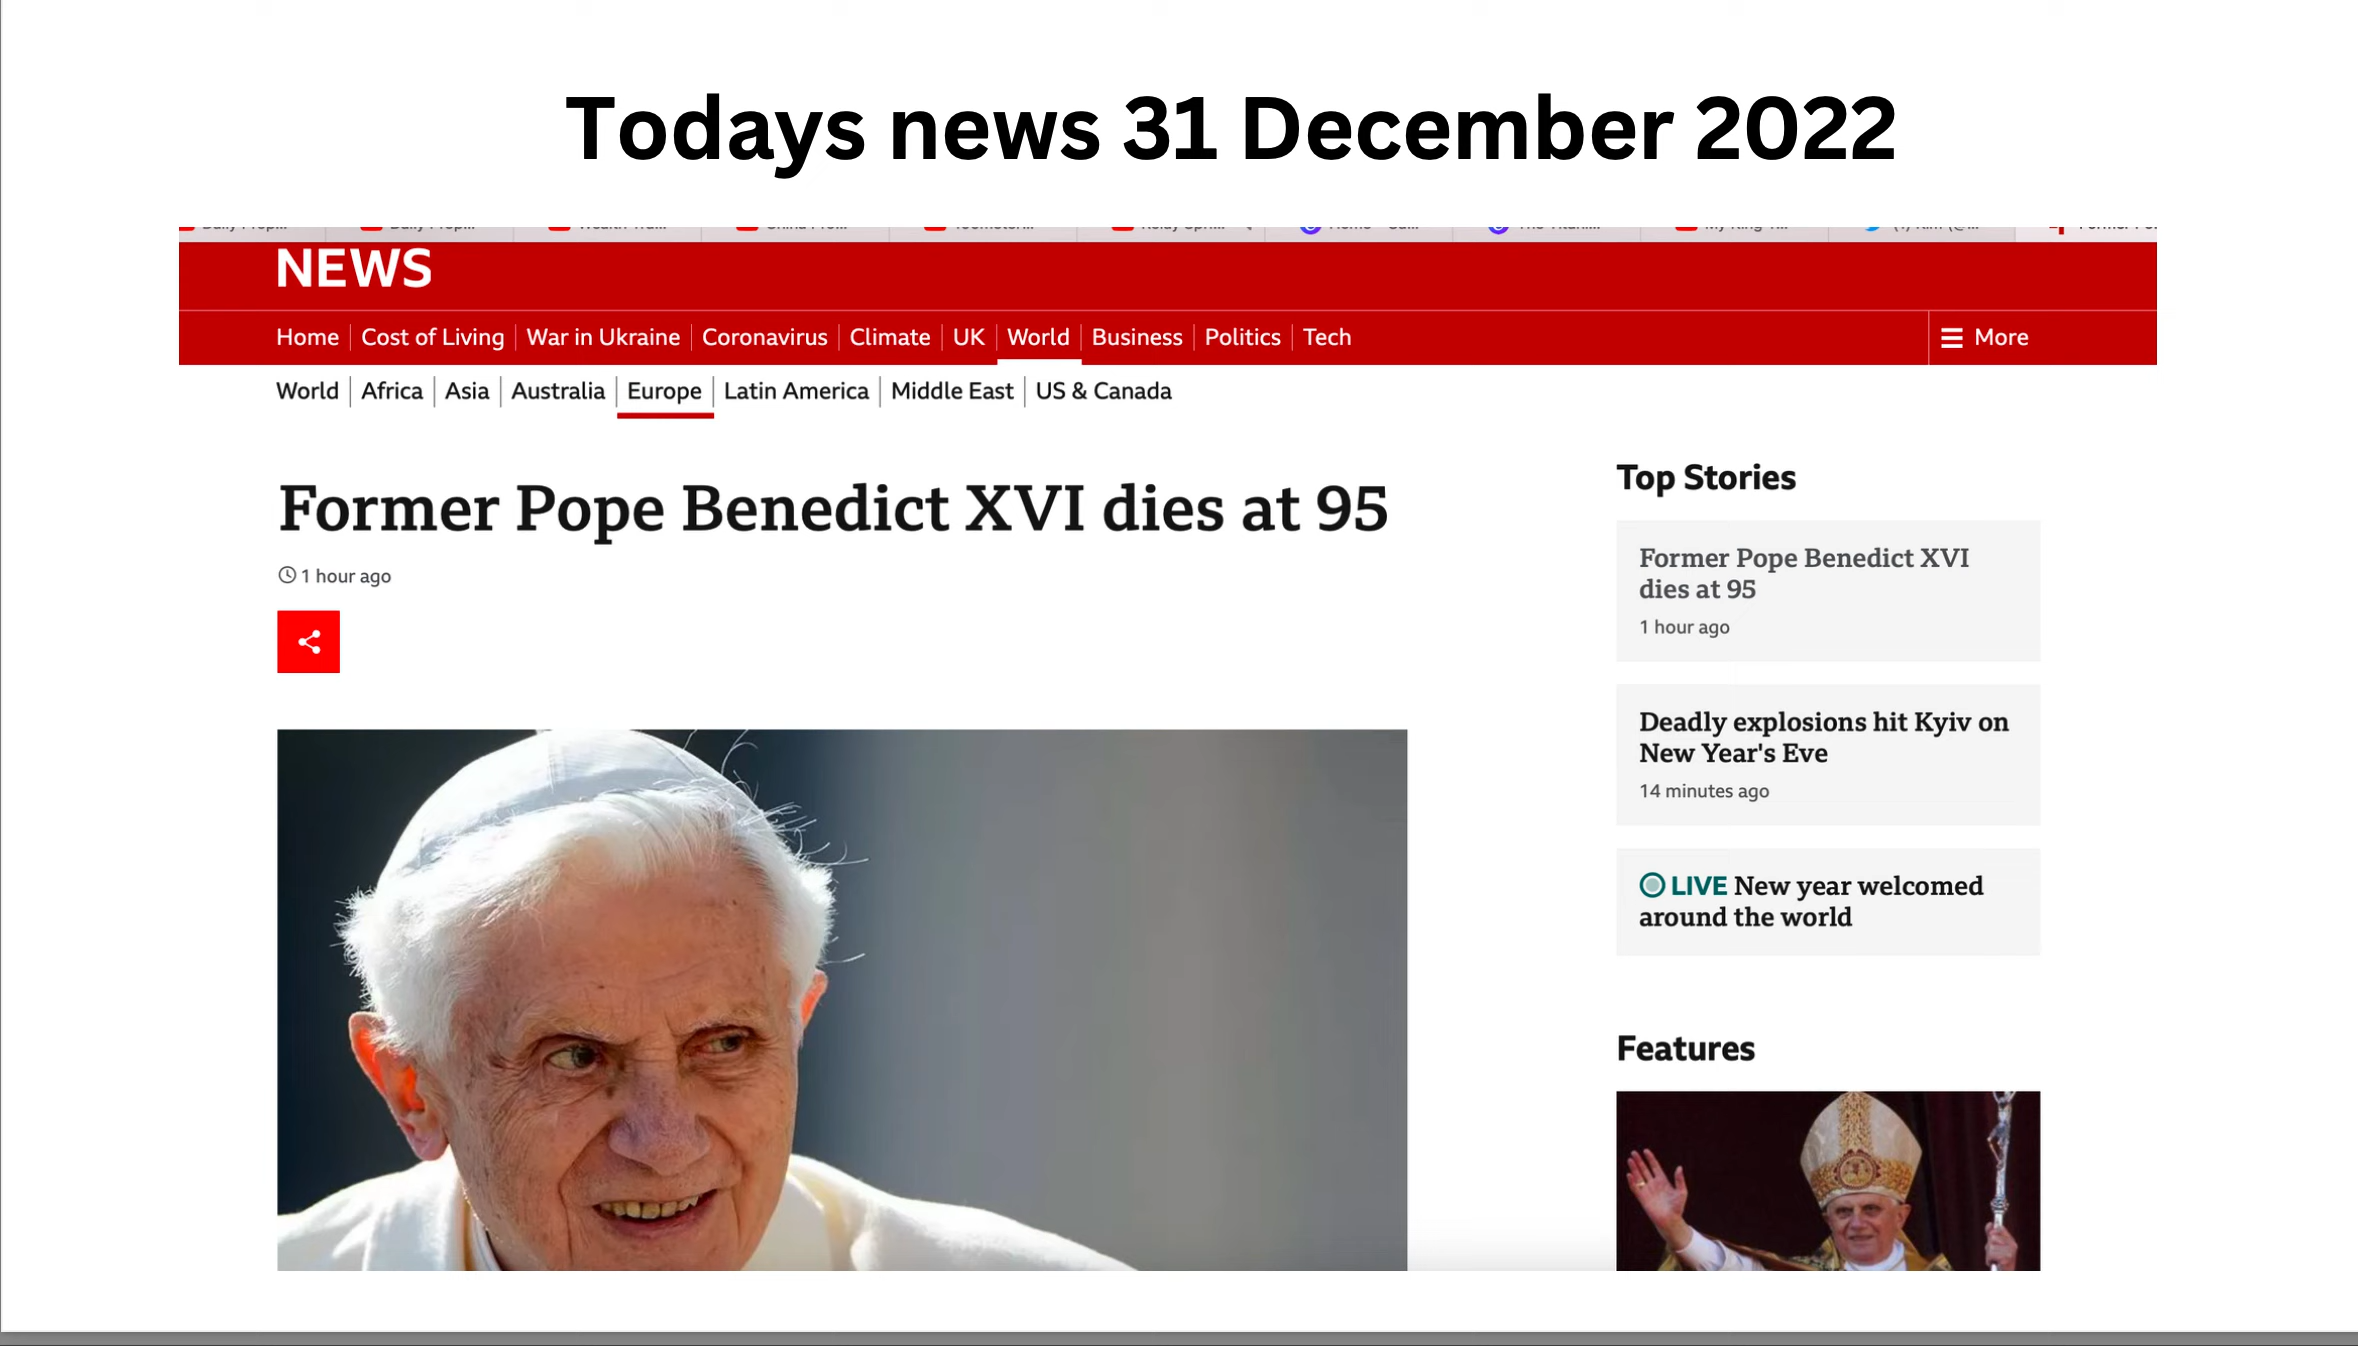 Todays news 31 December 2022
NEWS
Home
Cost of Living
War in Ukraine
Coronavirus
Climate
UK
World
Business
Politics
Tech
More
World
Africa
Asia
Australia
Europe
Latin America
Middle East
US & Canada
Former Pope Benedict XVI dies at 95
1 hour ago
Top Stories
Former Pope Benedict XVI
dies at 95
1 hour ago
Deadly explosions hit Kyiv on
New Year's Eve
14 minutes ago
LIVE New year welcomed
around the world
Features